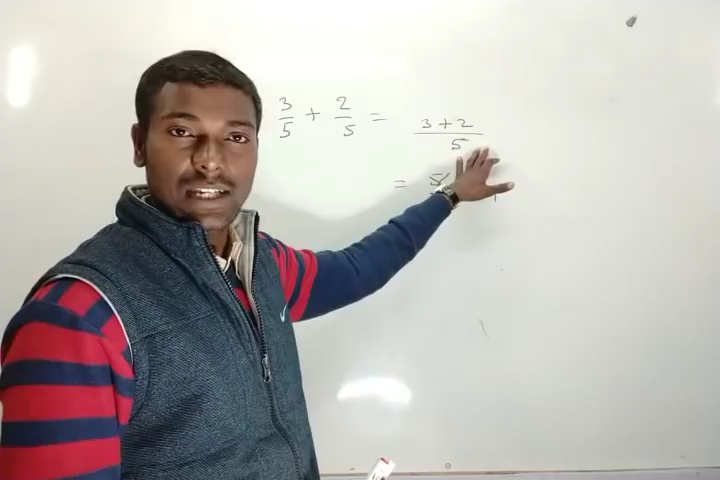 3/5 + 2/5 = (3+2)/5
= 5